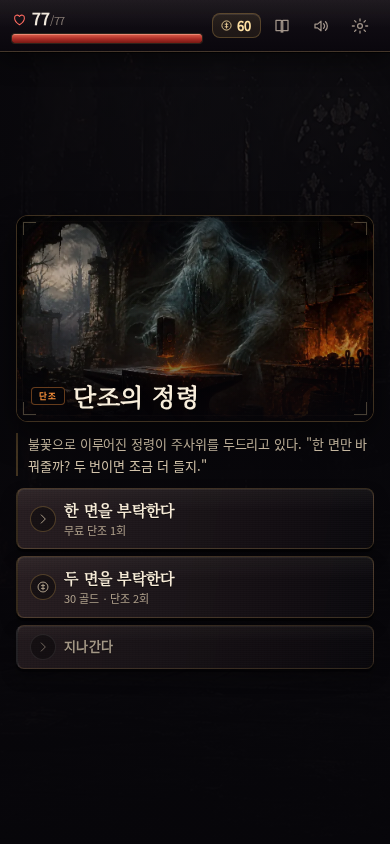 77/77
60
단조
단조의 정령
불꽃으로 이루어진 정령이 주사위를 두드리고 있다. "한 면만 바
꿔줄까? 두 번이면 조금 더 들지."
한 면을 부탁한다
무료 단조 1회
두 면을 부탁한다
30 골드 · 단조 2회
지나간다